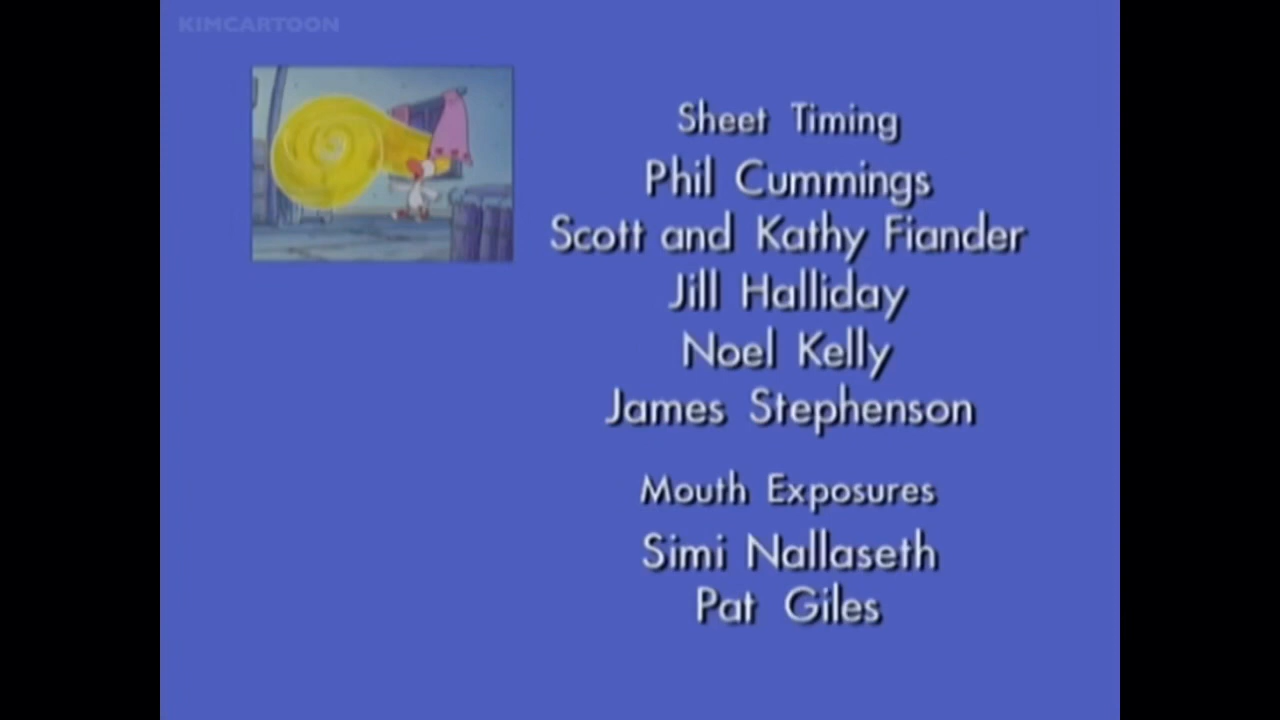 KIMCARTOON
Sheet Timing
Phil Cummings
Scott and Kathy Fiander
Jill Halliday
Noel Kelly
James Stephenson
Mouth Exposures
Simi Nallaseth
Pat Giles